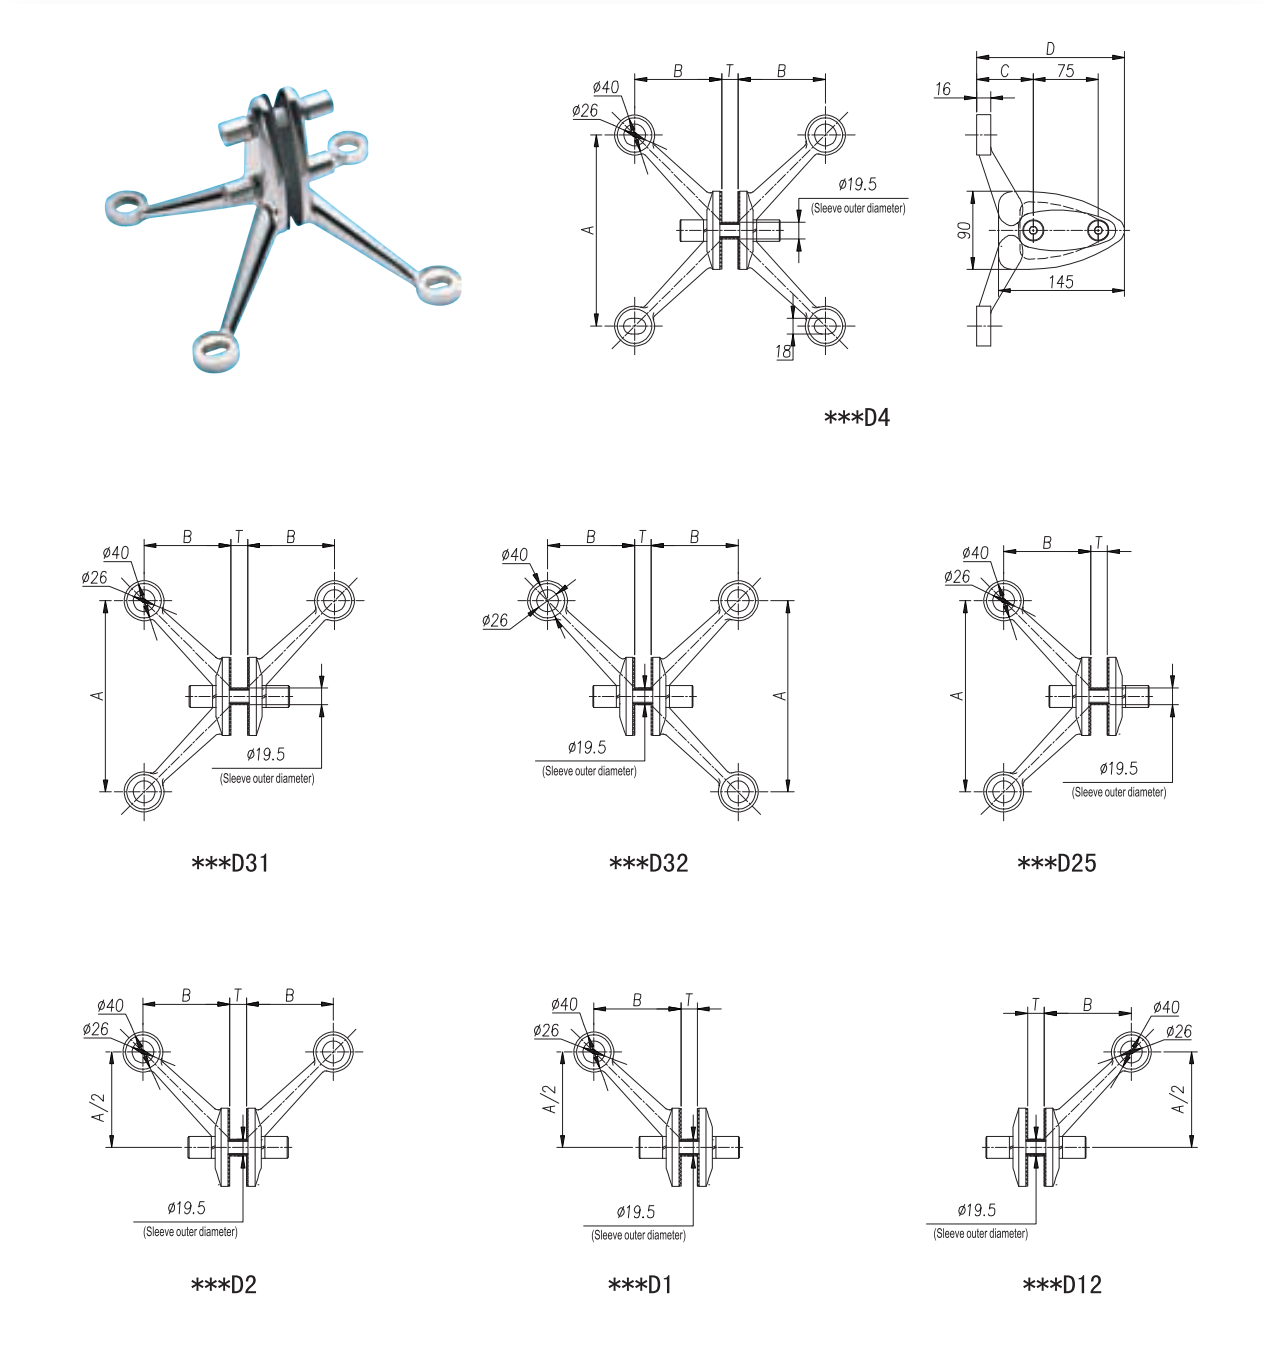 B T B
ø40
ø26
A
ø19.5
(Sleeve outer diameter)
18
D
C 75
16
90
145
***D4
B T B
ø40
ø26
A
ø19.5
(Sleeve outer diameter)
***D31
B T B
ø40
ø26
A
ø19.5
(Sleeve outer diameter)
***D32
B T
ø40
ø26
A
ø19.5
(Sleeve outer diameter)
***D25
B T B
ø40
ø26
A/2
ø19.5
(Sleeve outer diameter)
***D2
B T
ø40
ø26
A/2
ø19.5
(Sleeve outer diameter)
***D1
T B
ø40
ø26
A/2
ø19.5
(Sleeve outer diameter)
***D12